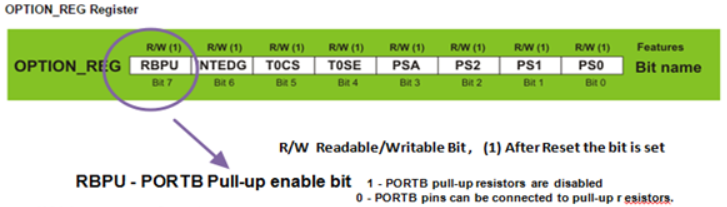 OPTION_REG Register
R/W (1) R/W (1) R/W (1) R/W (1) R/W (1) R/W (1) R/W (1) R/W (1) Features
OPTION_REG RBPU NTEDG T0CS T0SE PSA PS2 PS1 PS0 Bit name
Bit 7 Bit 6 Bit 5 Bit 4 Bit 3 Bit 2 Bit 1 Bit 0
R/W Readable/Writable Bit, (1) After Reset the bit is set
RBPU - PORTB Pull-up enable bit 1 - PORTB pull-up resistors are disabled
0 - PORTB pins can be connected to pull-up r esistors.